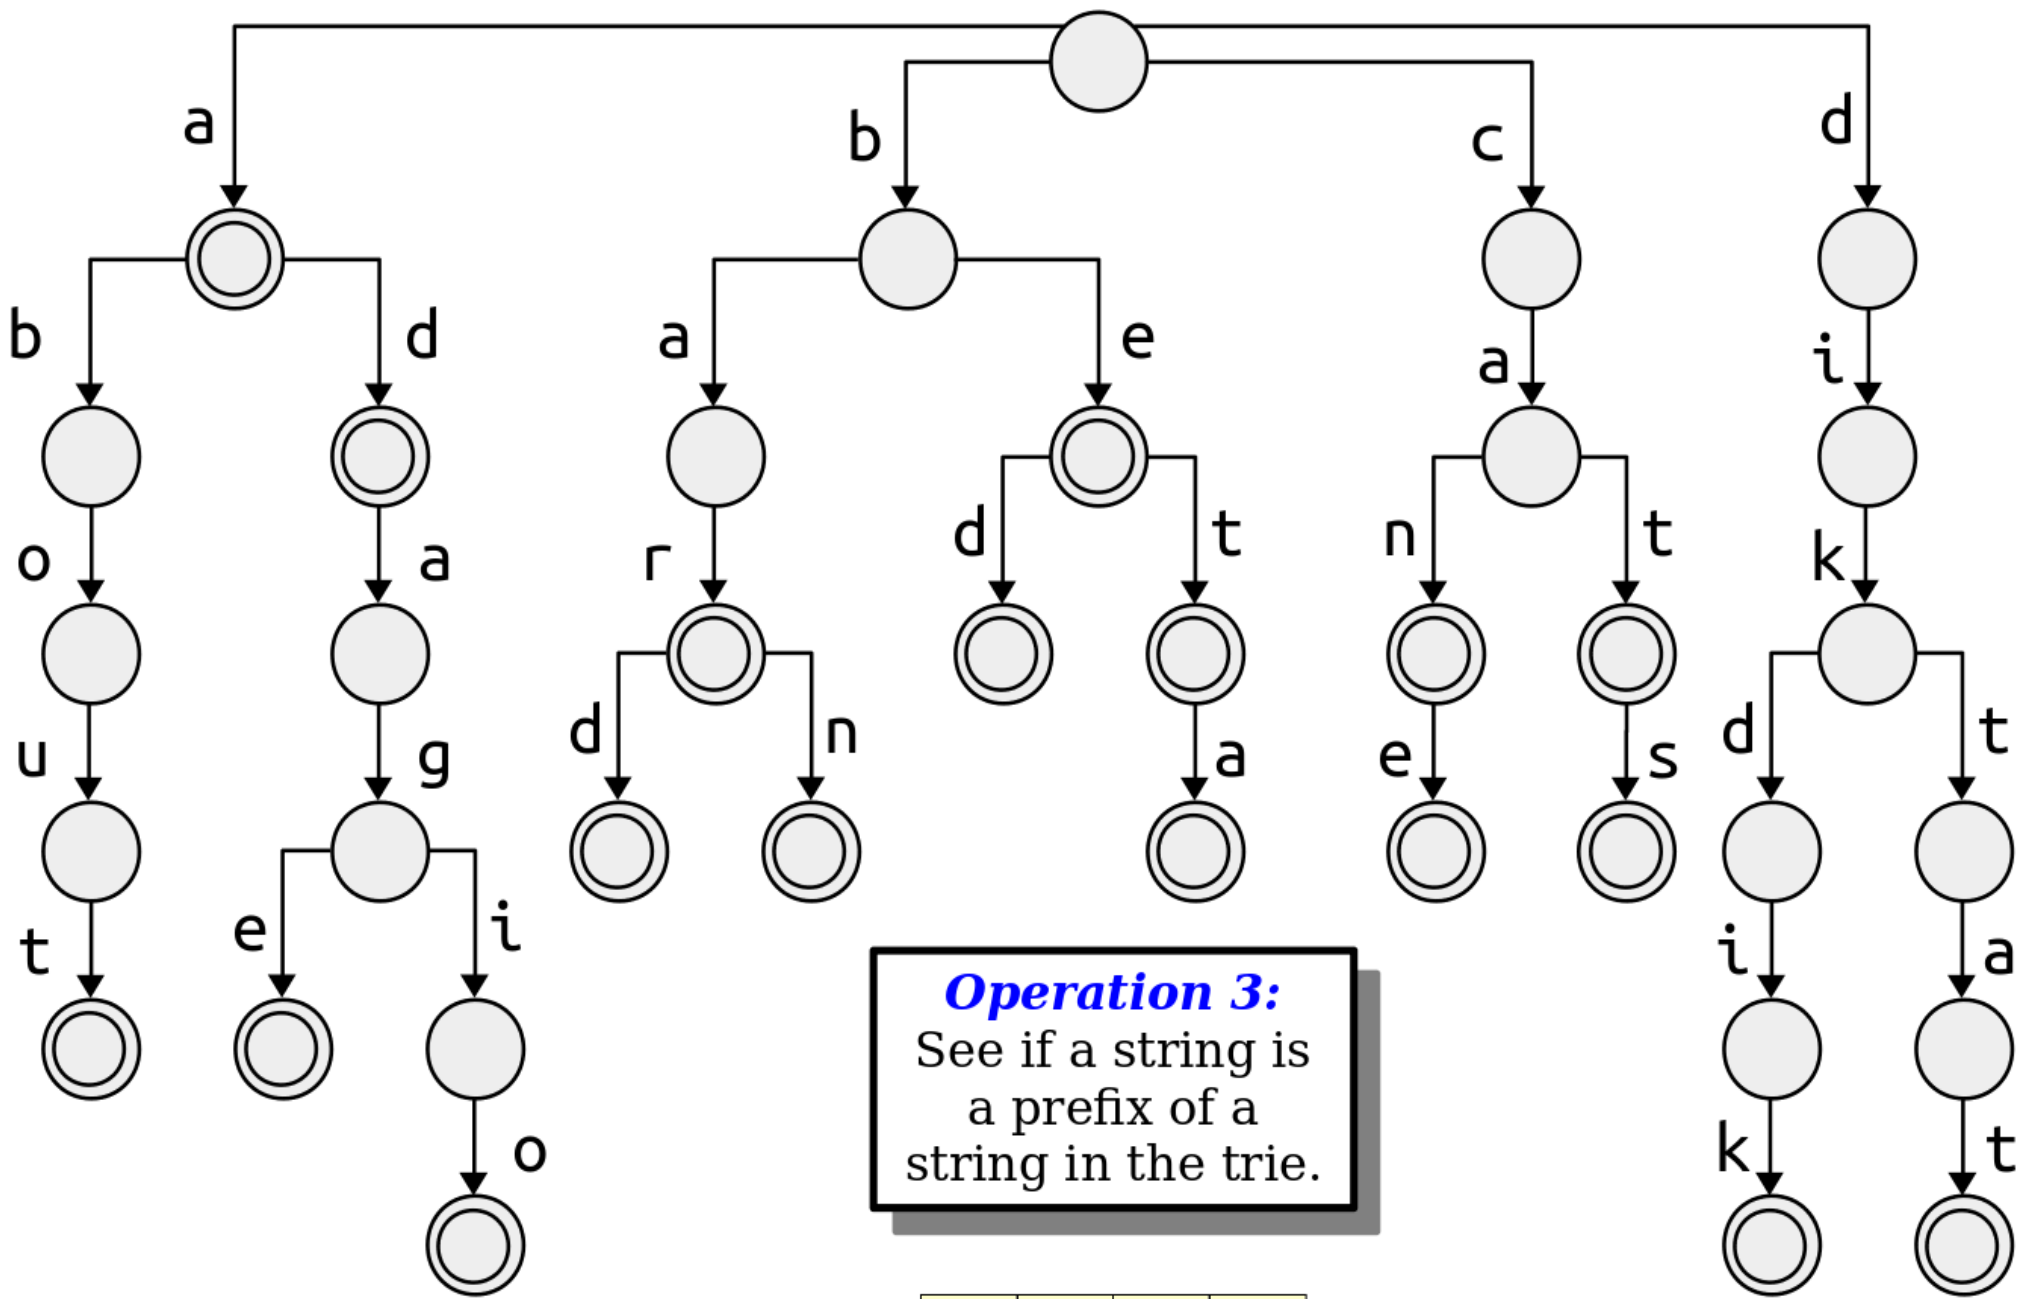 a
b
c
d
b
d
a
e
a
i
o
a
r
d
t
n
t
k
u
g
d
n
a
e
s
d
t
t
e
i
i
a
o
k
t
Operation 3:
See if a string is
a prefix of a
string in the trie.